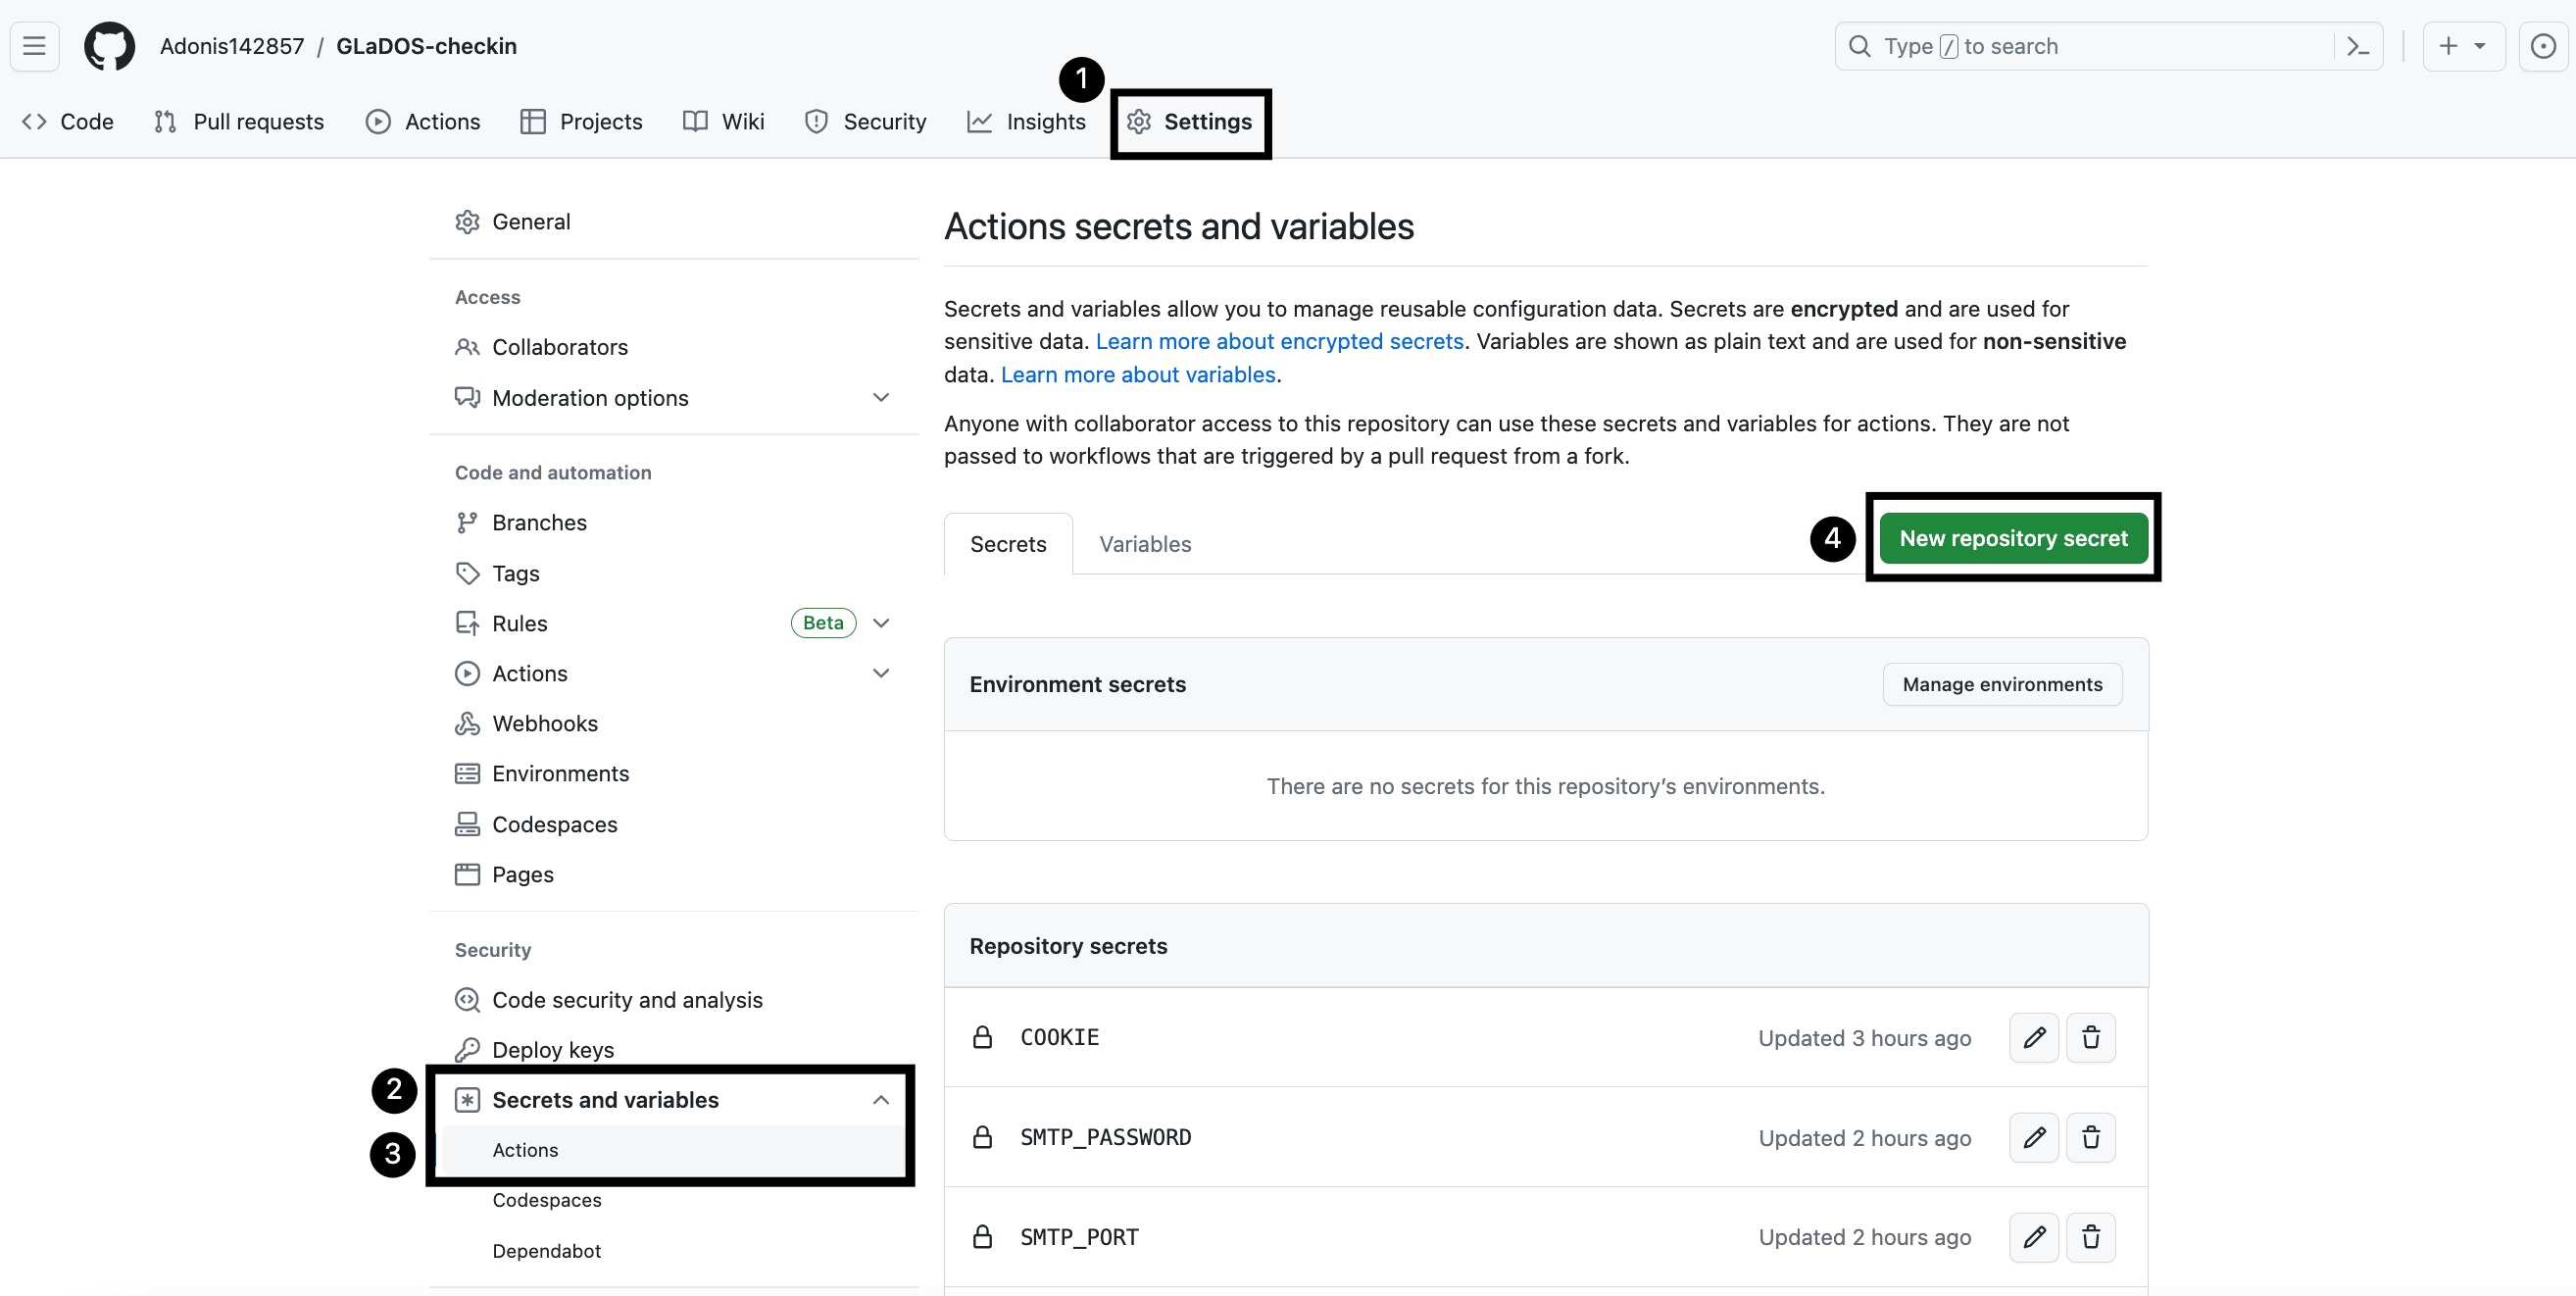 Adonis142857 / GLaDOS-checkin
Type / to search
1
Code
Pull requests
Actions
Projects
Wiki
Security
Insights
Settings
General
Access
Collaborators
Moderation options
Code and automation
Branches
Tags
Rules
Beta
Actions
Webhooks
Environments
Codespaces
Pages
Security
Code security and analysis
Deploy keys
2
Secrets and variables
3
Actions
Codespaces
Dependabot
Actions secrets and variables
Secrets and variables allow you to manage reusable configuration data. Secrets are encrypted and are used for
sensitive data. Learn more about encrypted secrets. Variables are shown as plain text and are used for non-sensitive
data. Learn more about variables.
Anyone with collaborator access to this repository can use these secrets and variables for actions. They are not
passed to workflows that are triggered by a pull request from a fork.
Secrets
Variables
4
New repository secret
Environment secrets
Manage environments
There are no secrets for this repository's environments.
Repository secrets
COOKIE
Updated 3 hours ago
SMTP_PASSWORD
Updated 2 hours ago
SMTP_PORT
Updated 2 hours ago